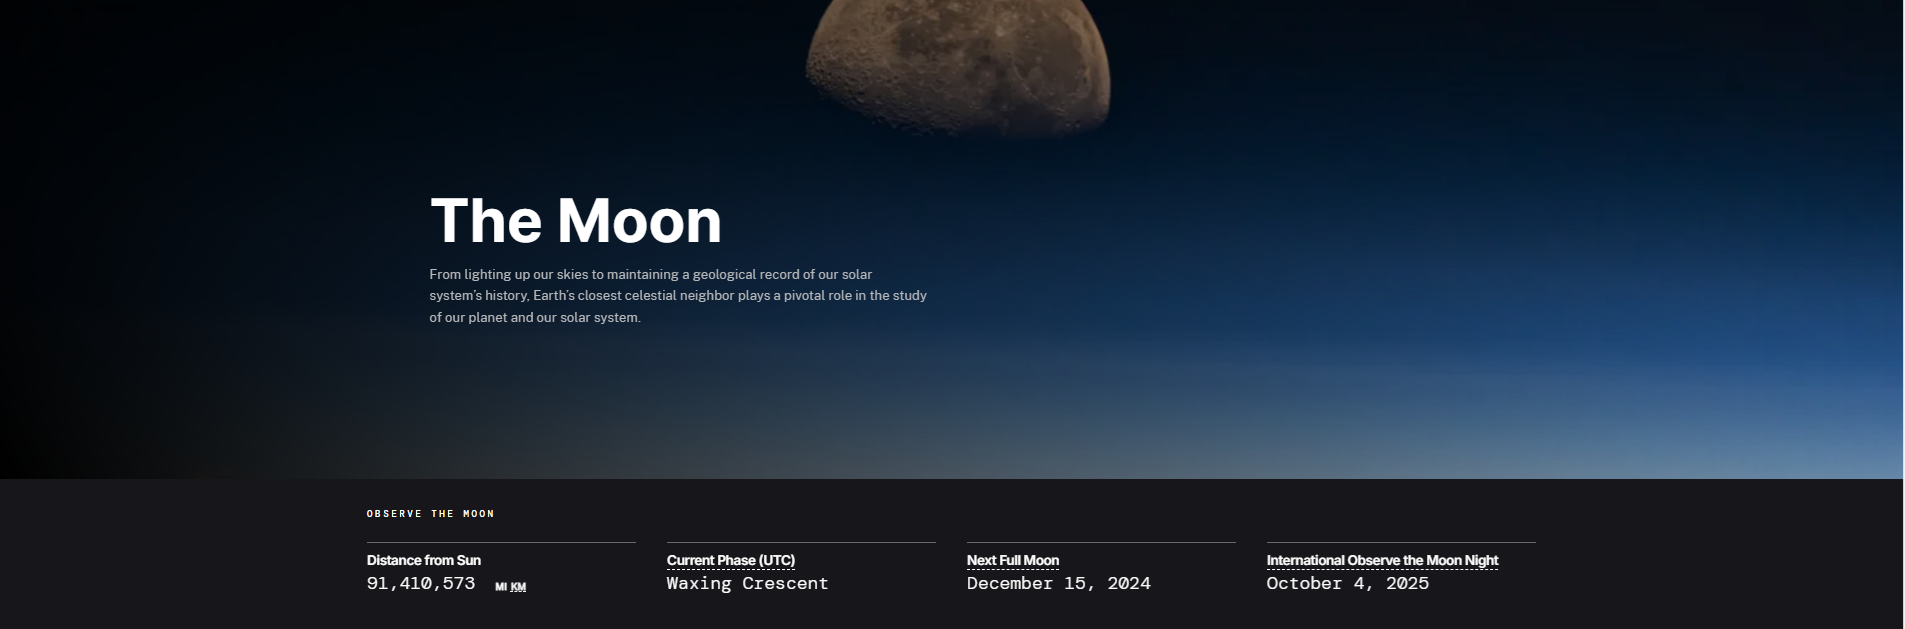 The Moon
From lighting up our skies to maintaining a geological record of our solar
system's history, Earth's closest celestial neighbor plays a pivotal role in the study
of our planet and our solar system.
OBSERVE THE MOON
Distance from Sun
91,410,573 MI KM
Current Phase (UTC)
Waxing Crescent
Next Full Moon
December 15, 2024
International Observe the Moon Night
October 4, 2025